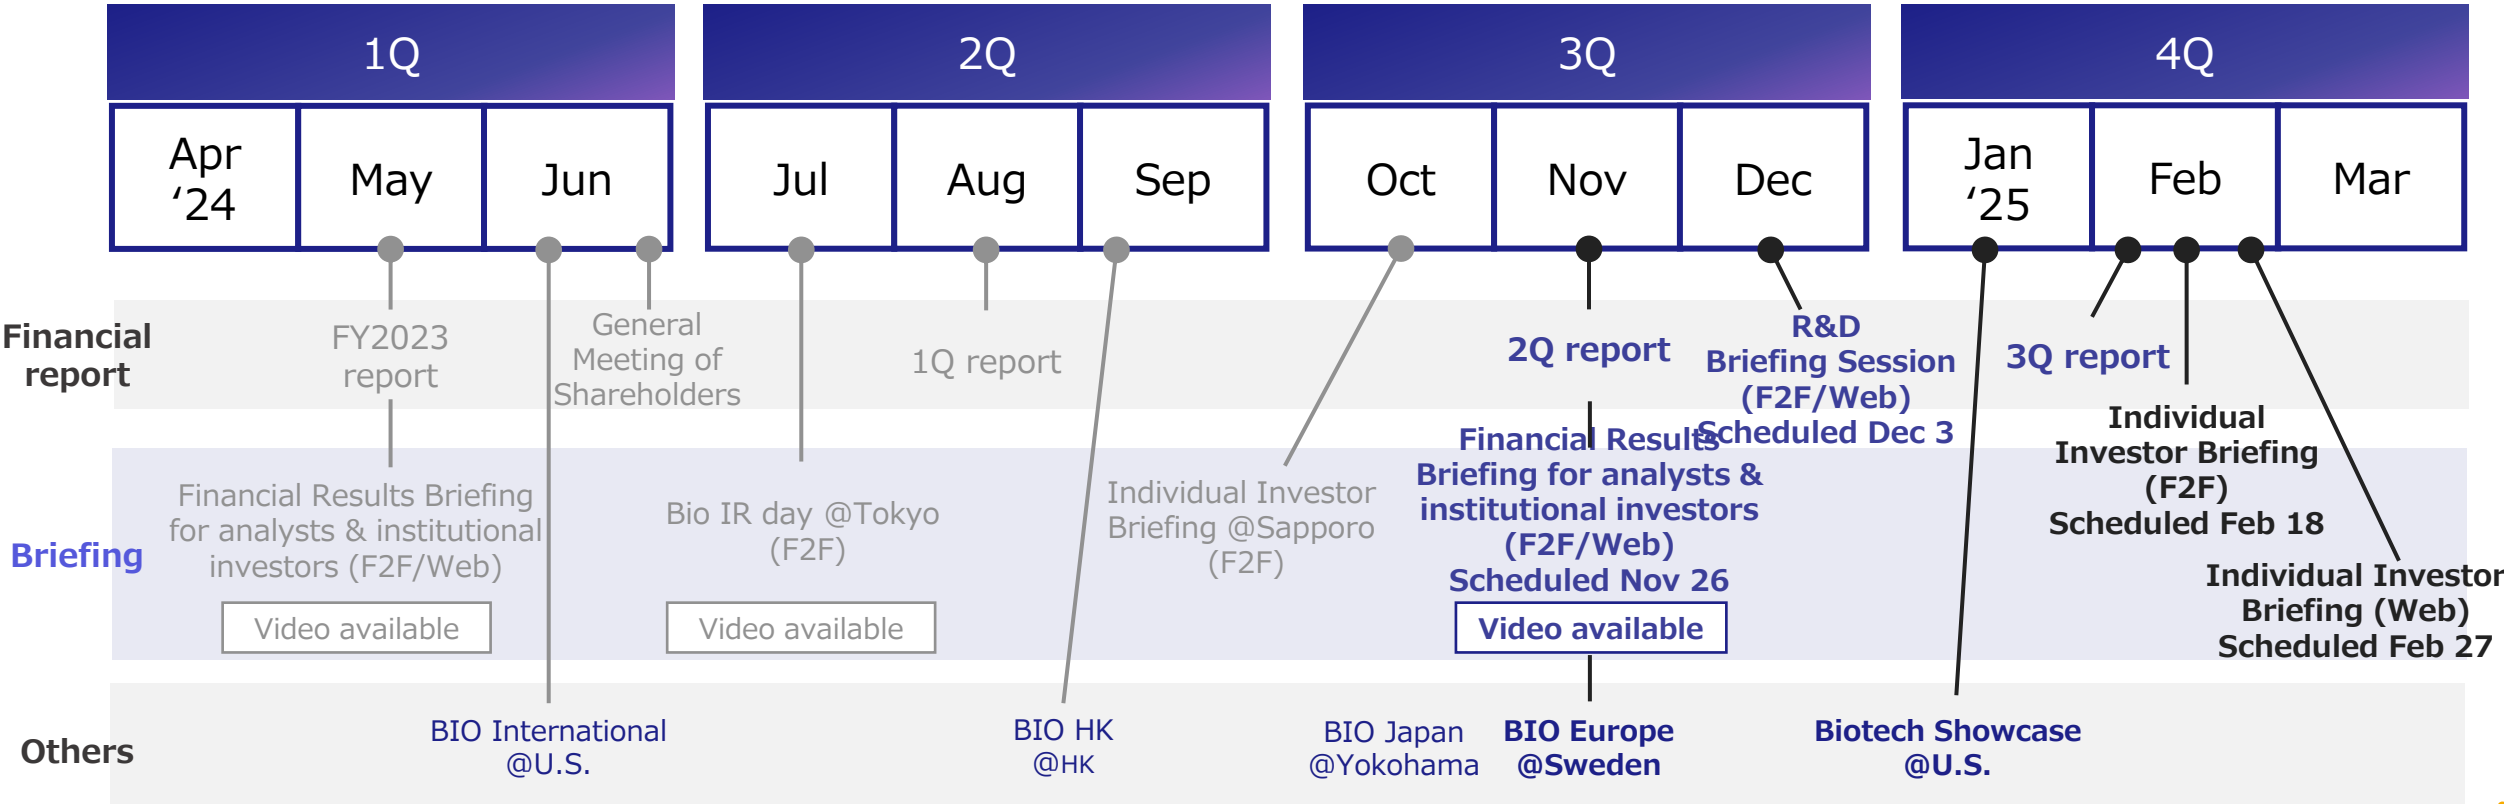 1Q
2Q
3Q
4Q
Apr
‘24
May
Jun
Jul
Aug
Sep
Oct
Nov
Dec
Jan
‘25
Feb
Mar
Financial
report
FY2023
report
General
Meeting of
Shareholders
1Q report
2Q report
R&D
Briefing Session
(F2F/Web)
Scheduled Dec 3
3Q report
Briefing
Financial Results Briefing
for analysts & institutional
investors (F2F/Web)
Video available
Bio IR day @Tokyo
(F2F)
Video available
Individual Investor
Briefing @Sapporo
(F2F)
Financial Results
Briefing for analysts &
institutional investors
(F2F/Web)
Scheduled Nov 26
Video available
Individual
Investor Briefing
(F2F)
Scheduled Feb 18
Individual Investor
Briefing (Web)
Scheduled Feb 27
Others
BIO International
@U.S.
BIO HK
@HK
BIO Japan
@Yokohama
BIO Europe
@Sweden
Biotech Showcase
@U.S.